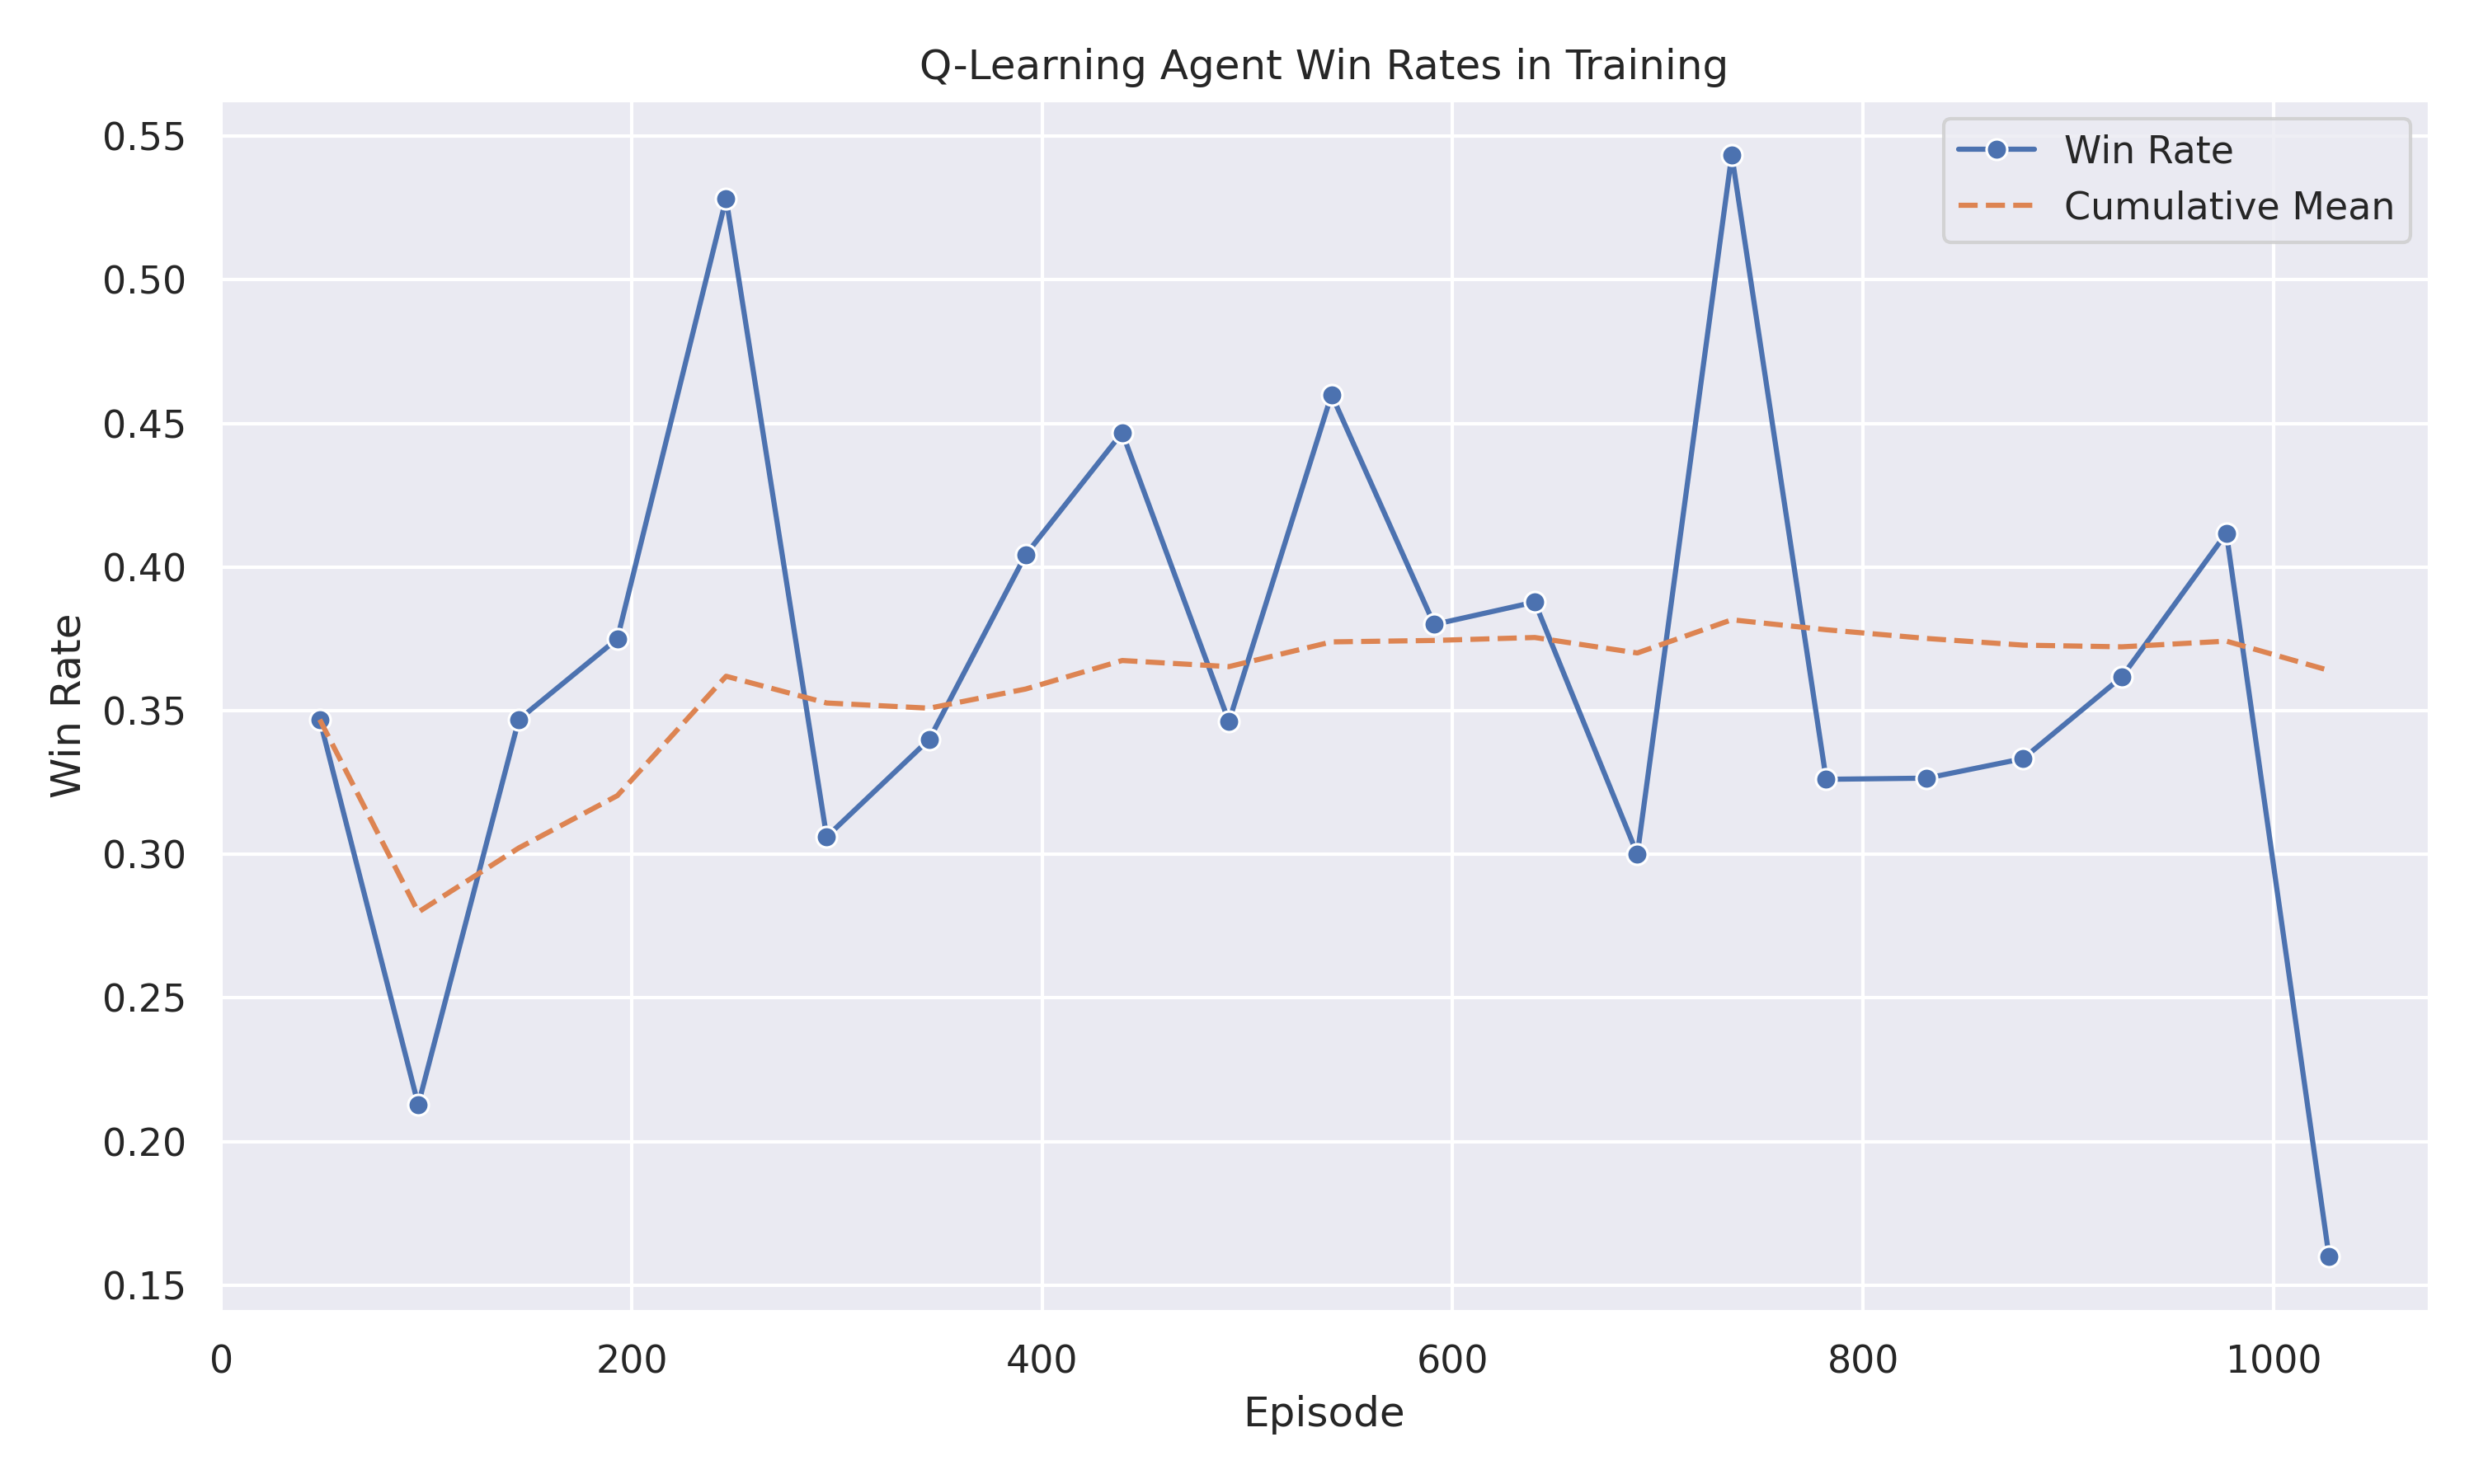 Q-Learning Agent Win Rates in Training
0.55
0.50
0.45
0.40
0.35
0.30
0.25
0.20
0.15
Win Rate
Win Rate
Cumulative Mean
0 200 400 600 800 1000
Episode